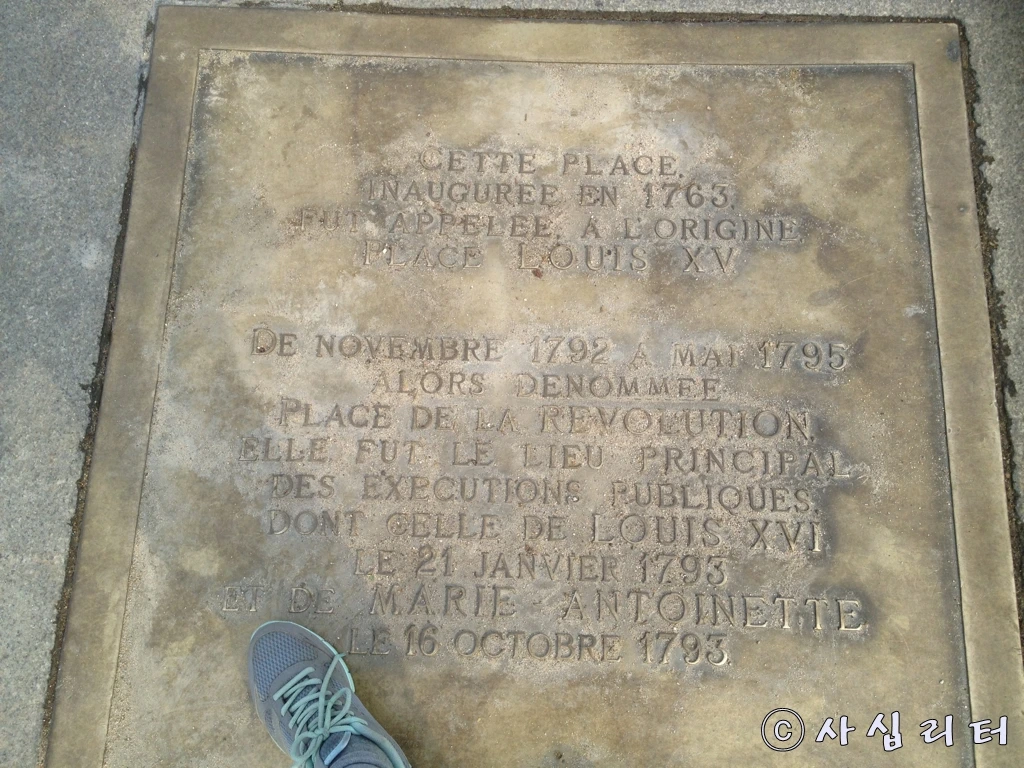 CETTE PLACE,
INAUGUREE EN 1763,
FUT APPELEE, A L'ORIGINE
PLACE LOUIS XV
DE NOVEMBRE 1792 A MAI 1795
ALORS DENOMMEE
PLACE DE LA REVOLUTION,
ELLE FUT LE LIEU PRINCIPAL
DES EXECUTIONS PUBLIQUES,
DONT CELLE DE LOUIS XVI
LE 21 JANVIER 1793
ET DE MARIE-ANTOINETTE
LE 16 OCTOBRE 1793.
©사십리터